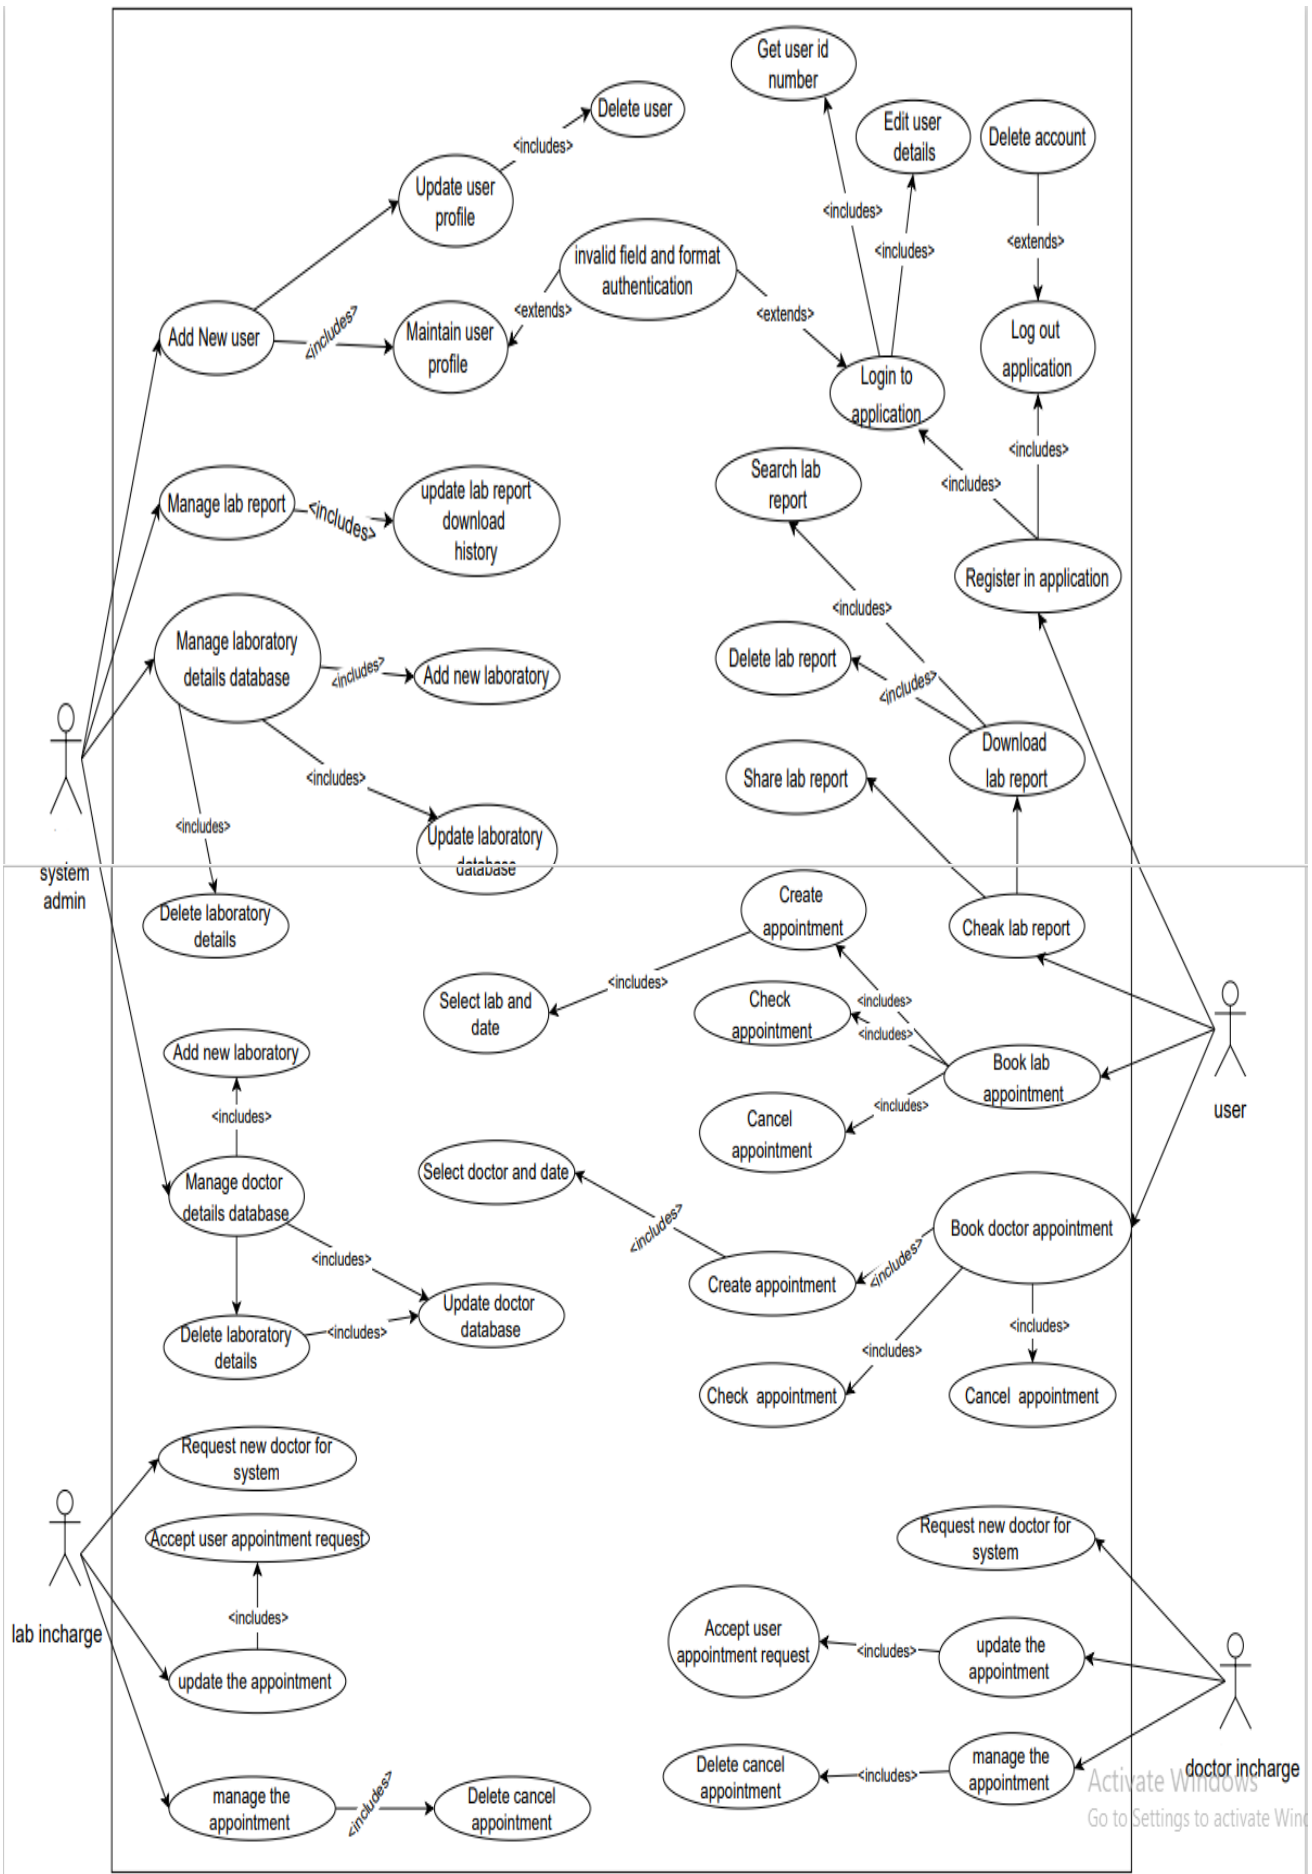 Get user id
number
Delete user
Edit user
details
Delete account
<includes>
Update user
profile
<includes>
<includes>
<extends>
invalid field and format
authentication
<extends>
<extends>
Add New user
<includes>
Maintain user
profile
Log out
application
Login to
application
<includes>
<includes>
Search lab
report
Manage lab report
<includes>
update lab report
download
history
Register in application
<includes>
Manage laboratory
details database
<includes>
Add new laboratory
Delete lab report
<includes>
Download
lab report
<includes>
Share lab report
<includes>
Update laboratory
database
system
admin
Delete laboratory
details
Create
appointment
Cheak lab report
<includes>
Select lab and
date
Check
appointment
<includes>
<includes>
Add new laboratory
Book lab
appointment
<includes>
<includes>
Cancel
appointment
user
Manage doctor
details database
Select doctor and date
<includes>
Book doctor appointment
<includes>
<includes>
Create appointment
Update doctor
database
<includes>
Delete laboratory
details
<includes>
<includes>
Check appointment
Cancel appointment
Request new doctor for
system
Accept user appointment request
Request new doctor for
system
<includes>
lab incharge
Accept user
appointment request
<includes>
update the
appointment
update the appointment
doctor incharge
Delete cancel
appointment
<includes>
manage the
appointment
manage the
appointment
<includes>
Delete cancel
appointment
Activate Windows
Go to Settings to activate Wind